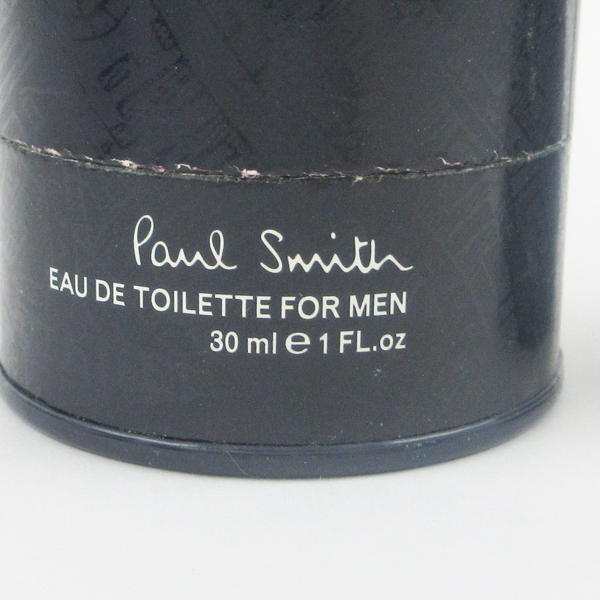 Paul Smith
EAU DE TOILETTE FOR MEN
30 ml ℮ 1 FL.oz